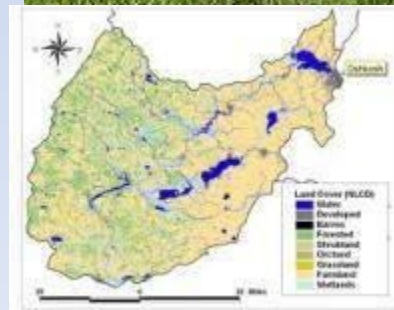 Oshkosh
Land Cover (NLCD)
Water
Developed
Barren
Forested
Shrubland
Orchard
Grassland
Farmland
Wetlands
Miles